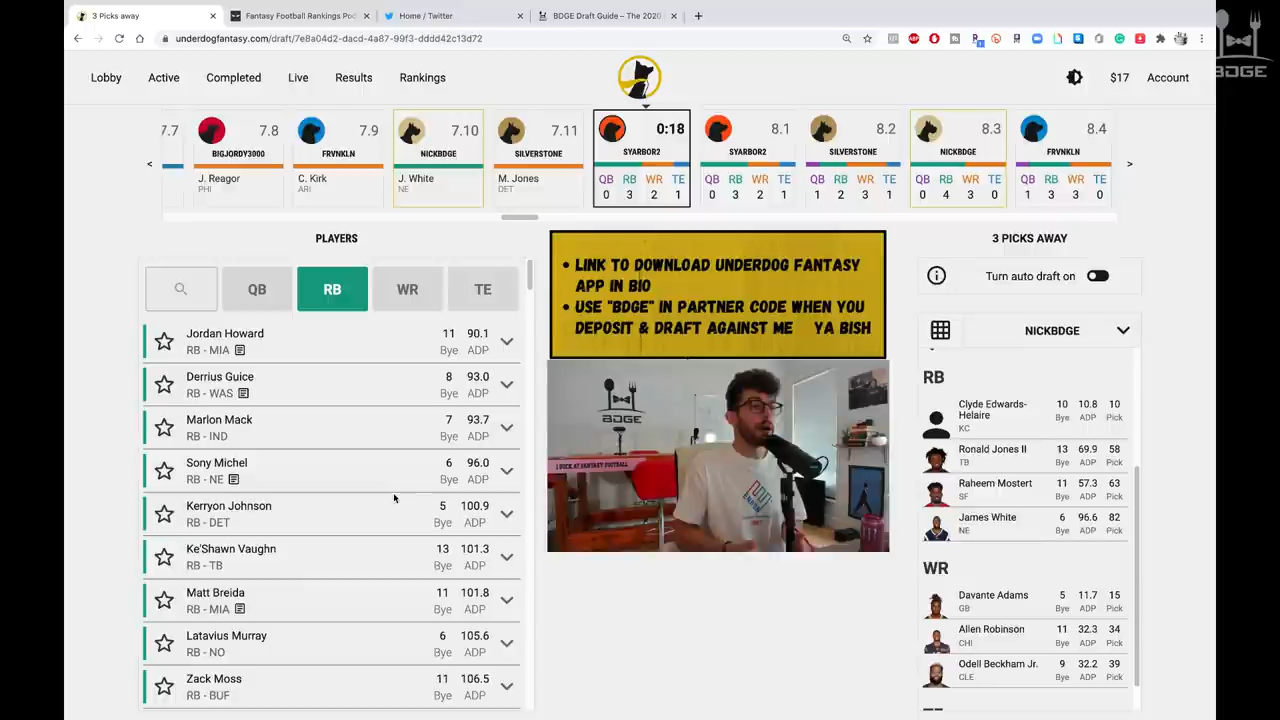 3 Picks away
Fantasy Football Rankings Pod
Home / Twitter
BDGE Draft Guide – The 2020
underdogfantasy.com/draft/7e8a04d2-dacd-4a87-99f3-dddd42c13d72
BDGE
Lobby Active Completed Live Results Rankings $17 Account
7.7 7.8 7.9 7.10 7.11 0:18 8.1 8.2 8.3 8.4
BIGJORDY3000 FRVNKLN NICKBDGE SILVERSTONE SYARBOR2 SYARBOR2 SILVERSTONE NICKBDGE FRVNKLN
J. Reagor C. Kirk J. White M. Jones QB RB WR TE QB RB WR TE QB RB WR TE QB RB WR TE QB RB WR TE
PHI ARI NE DET 0 3 2 1 0 3 2 1 1 2 3 1 0 4 3 0 1 3 3 0
PLAYERS
QB RB WR TE
Jordan Howard 11 90.1
RB - MIA Bye ADP
Derrius Guice 8 93.0
RB - WAS Bye ADP
Marlon Mack 7 93.7
RB - IND Bye ADP
Sony Michel 6 96.0
RB - NE Bye ADP
Kerryon Johnson 5 100.9
RB - DET Bye ADP
Ke'Shawn Vaughn 13 101.3
RB - TB Bye ADP
Matt Breida 11 101.8
RB - MIA Bye ADP
Latavius Murray 6 105.6
RB - NO Bye ADP
Zack Moss 11 106.5
RB - BUF Bye ADP
• LINK TO DOWNLOAD UNDERDOG FANTASY
APP IN BIO
• USE "BDGE" IN PARTNER CODE WHEN YOU
DEPOSIT & DRAFT AGAINST ME YA BISH
BDGE
I SUCK AT FANTASY FOOTBALL
3 PICKS AWAY
Turn auto draft on
NICKBDGE
RB
Clyde Edwards-
Helaire 10 10.8 10
KC Bye ADP Pick
Ronald Jones II 13 69.9 58
TB Bye ADP Pick
Raheem Mostert 11 57.3 63
SF Bye ADP Pick
James White 6 96.6 82
NE Bye ADP Pick
WR
Davante Adams 5 11.7 15
GB Bye ADP Pick
Allen Robinson 11 32.3 34
CHI Bye ADP Pick
Odell Beckham Jr. 9 32.2 39
CLE Bye ADP Pick